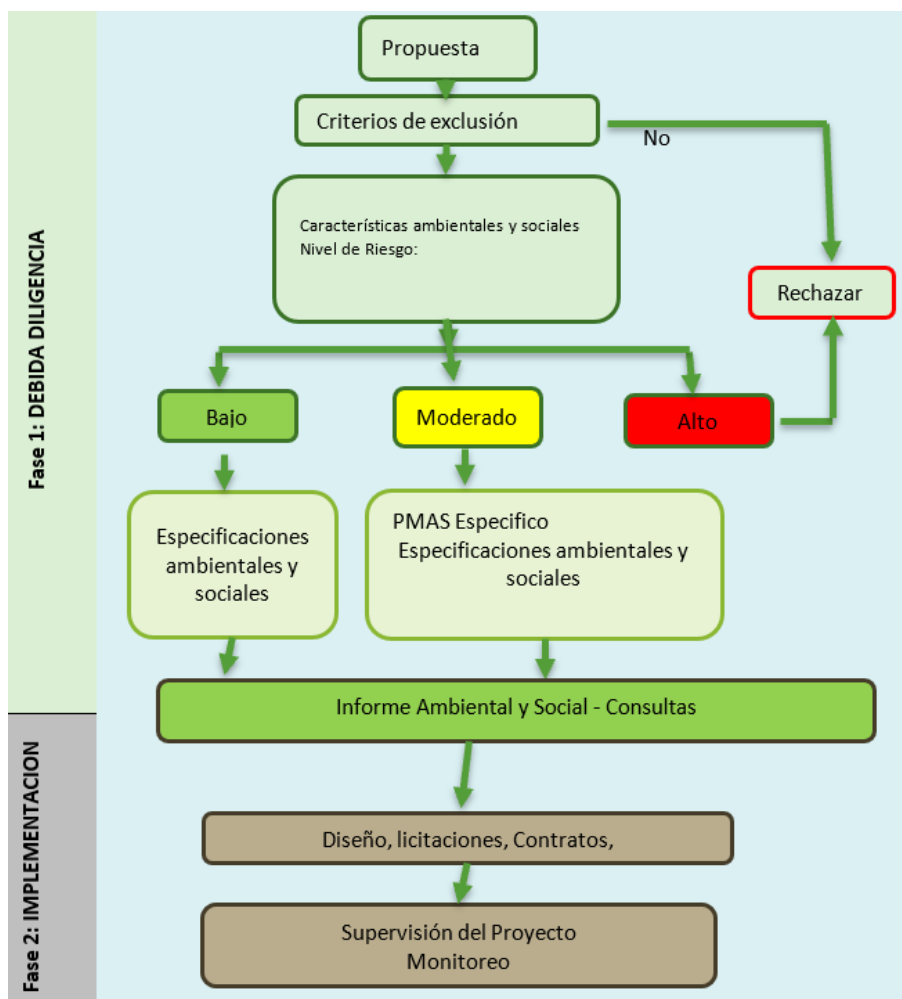 Propuesta
Criterios de exclusión
No
Características ambientales y sociales
Nivel de Riesgo:
Rechazar
Bajo
Moderado
Alto
Especificaciones
ambientales y
sociales
PMAS Especifico
Especificaciones ambientales y
sociales
Informe Ambiental y Social - Consultas
Diseño, licitaciones, Contratos,
Supervisión del Proyecto
Monitoreo
Fase 1: DEBIDA DILIGENCIA
Fase 2: IMPLEMENTACION